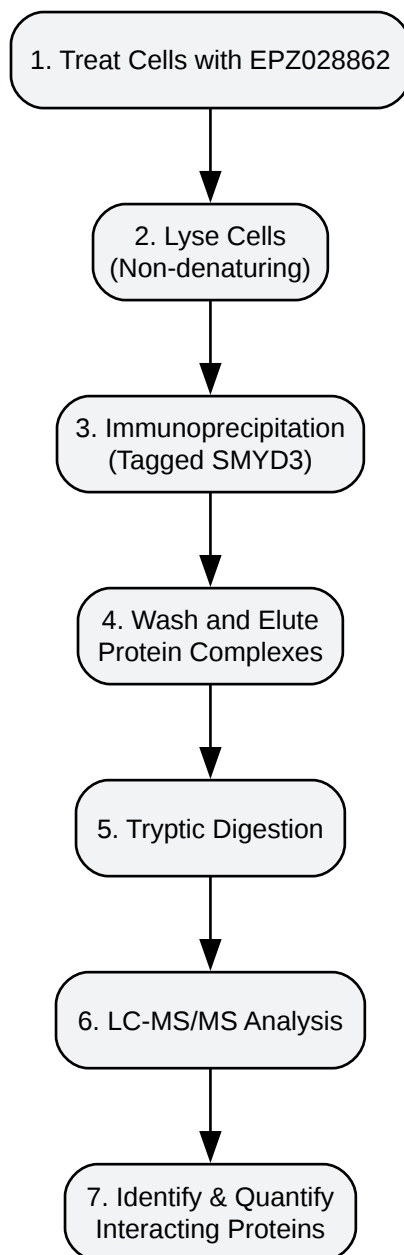 1. Treat Cells with EPZ028862
2. Lyse Cells
(Non-denaturing)
3. Immunoprecipitation
(Tagged SMYD3)
4. Wash and Elute
Protein Complexes
5. Tryptic Digestion
6. LC-MS/MS Analysis
7. Identify & Quantify
Interacting Proteins